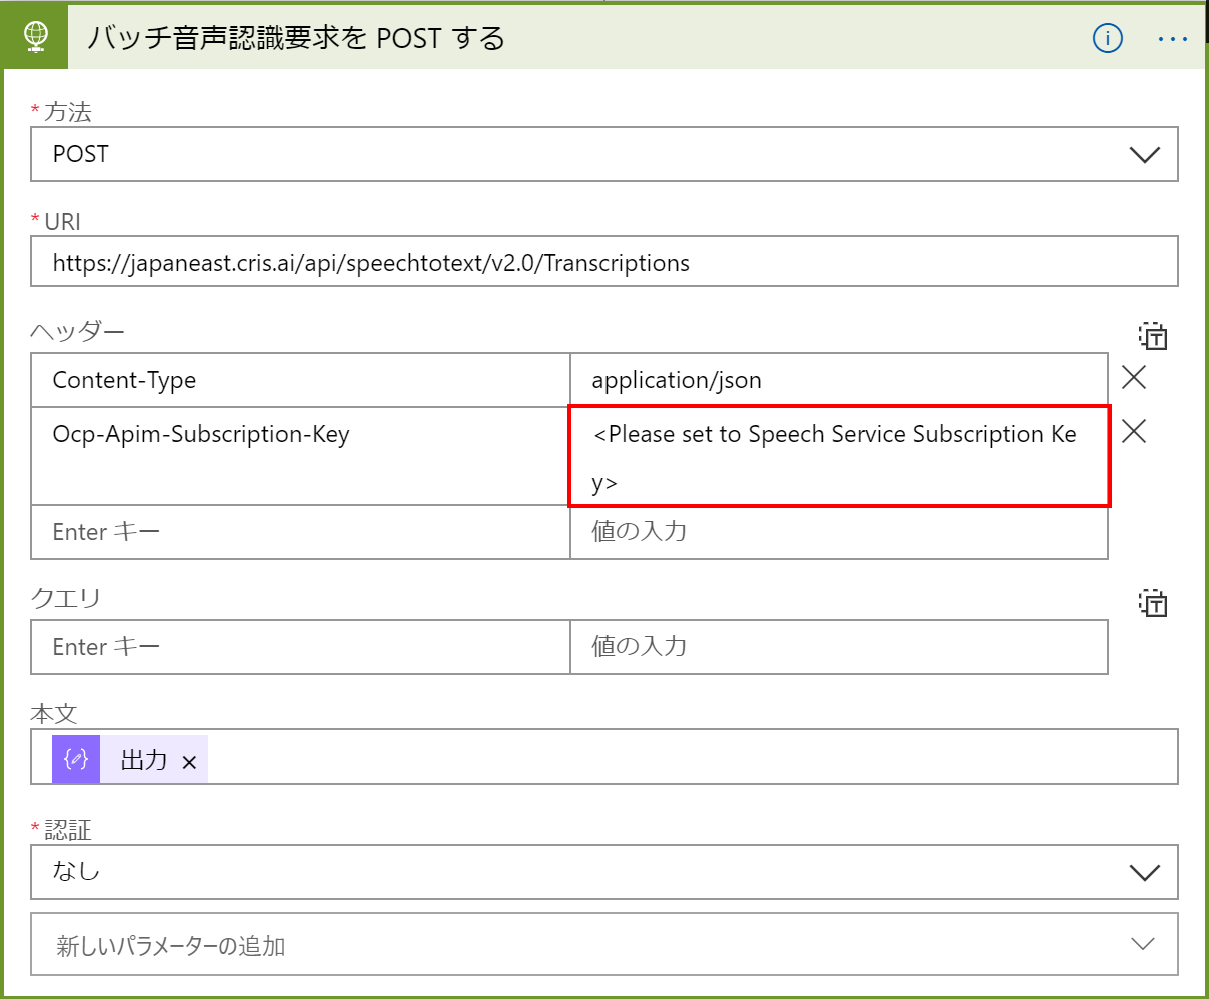 バッチ音声認識要求を POST する
* 方法
POST
* URI
https://japaneast.cris.ai/api/speechtotext/v2.0/Transcriptions
ヘッダー
Content-Type application/json
Ocp-Apim-Subscription-Key <Please set to Speech Service Subscription Ke
y>
Enter キー 値の入力
クエリ
Enter キー 値の入力
本文
出力 ×
* 認証
なし
新しいパラメーターの追加